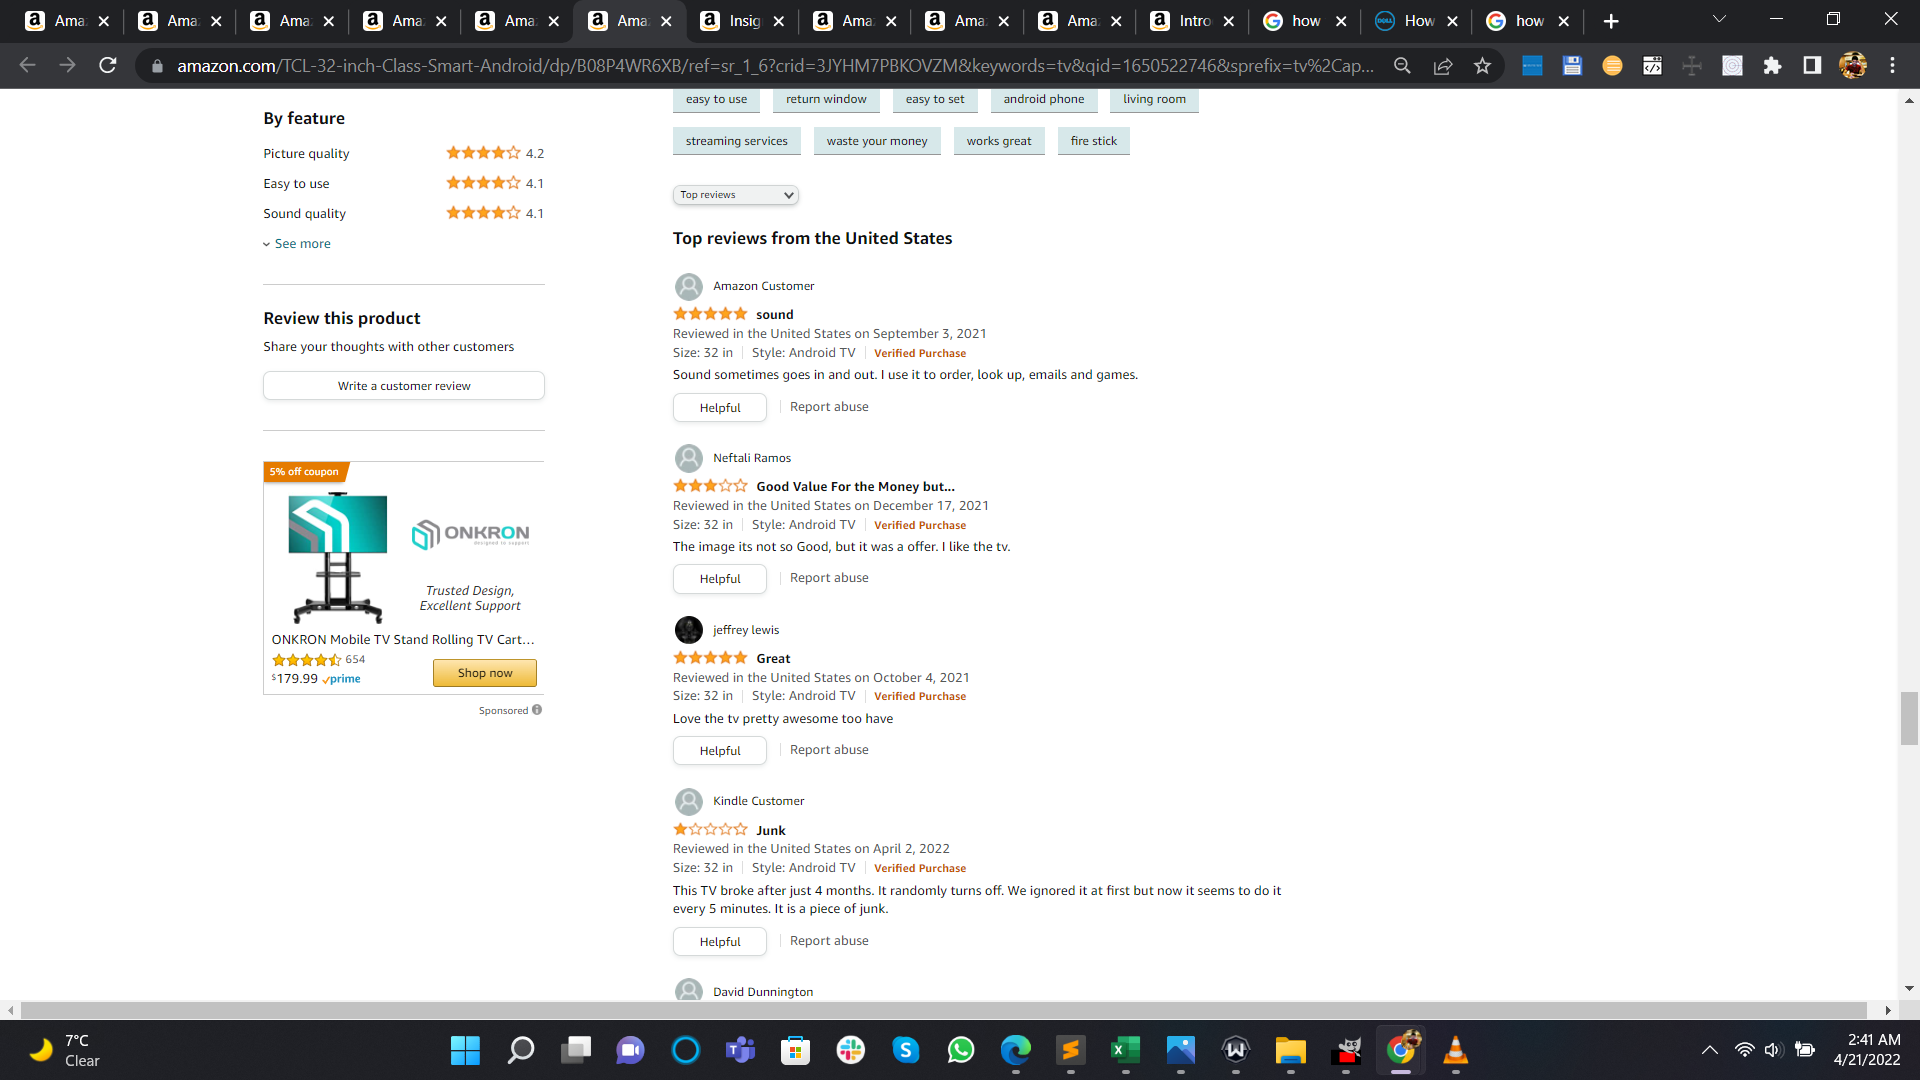 Ama
Ama
Ama
Ama
Ama
Ama
Insig
Ama
Ama
Ama
Intro
how
How
how
amazon.com/TCL-32-inch-Class-Smart-Android/dp/B08P4WR6XB/ref=sr_1_6?crid=3JYHM7PBKOVZM&keywords=tv&qid=1650522746&sprefix=tv%2Cap...
By feature
Picture quality 4.2
Easy to use 4.1
Sound quality 4.1
See more
Review this product
Share your thoughts with other customers
Write a customer review
5% off coupon
ONKRON
designed to support
Trusted Design,
Excellent Support
ONKRON Mobile TV Stand Rolling TV Cart...
654
$179.99 prime
Shop now
Sponsored
easy to use return window easy to set android phone living room
streaming services waste your money works great fire stick
Top reviews
Top reviews from the United States
Amazon Customer
sound
Reviewed in the United States on September 3, 2021
Size: 32 in Style: Android TV Verified Purchase
Sound sometimes goes in and out. I use it to order, look up, emails and games.
Helpful Report abuse
Neftali Ramos
Good Value For the Money but...
Reviewed in the United States on December 17, 2021
Size: 32 in Style: Android TV Verified Purchase
The image its not so Good, but it was a offer. I like the tv.
Helpful Report abuse
jeffrey lewis
Great
Reviewed in the United States on October 4, 2021
Size: 32 in Style: Android TV Verified Purchase
Love the tv pretty awesome too have
Helpful Report abuse
Kindle Customer
Junk
Reviewed in the United States on April 2, 2022
Size: 32 in Style: Android TV Verified Purchase
This TV broke after just 4 months. It randomly turns off. We ignored it at first but now it seems to do it
every 5 minutes. It is a piece of junk.
Helpful Report abuse
David Dunnington
7°C
Clear
2:41 AM
4/21/2022